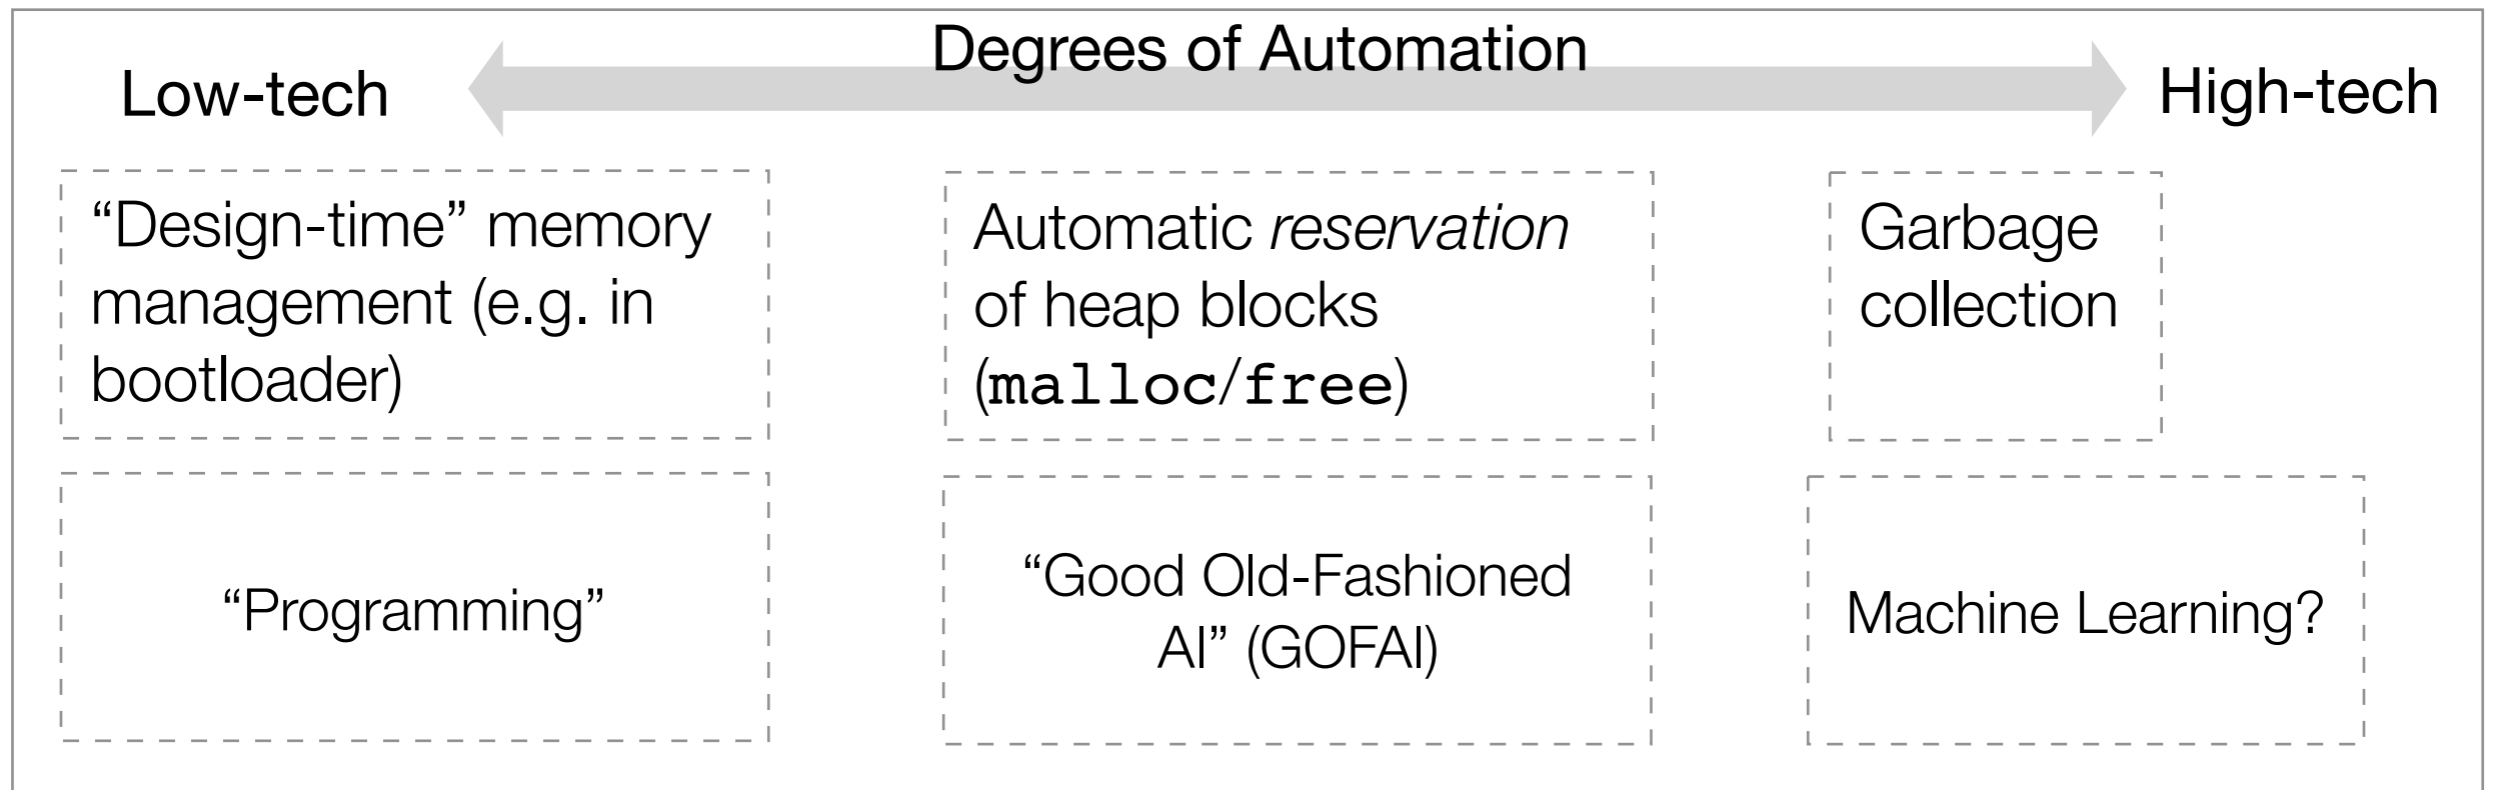 Degrees of Automation
Low-tech
High-tech
“Design-time” memory
management (e.g. in
bootloader)
Automatic reservation
of heap blocks
(malloc/free)
Garbage
collection
“Programming”
“Good Old-Fashioned
AI” (GOFAI)
Machine Learning?